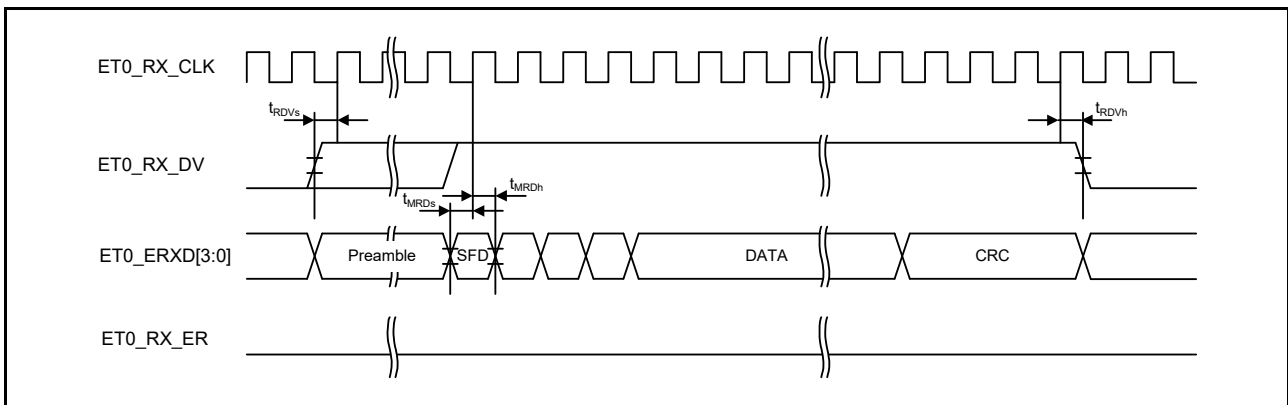 ET0_RX_CLK
tRDVs
tRDVh
ET0_RX_DV
tMRDh
tMRDs
ET0_ERXD[3:0]
Preamble
SFD
DATA
CRC
ET0_RX_ER